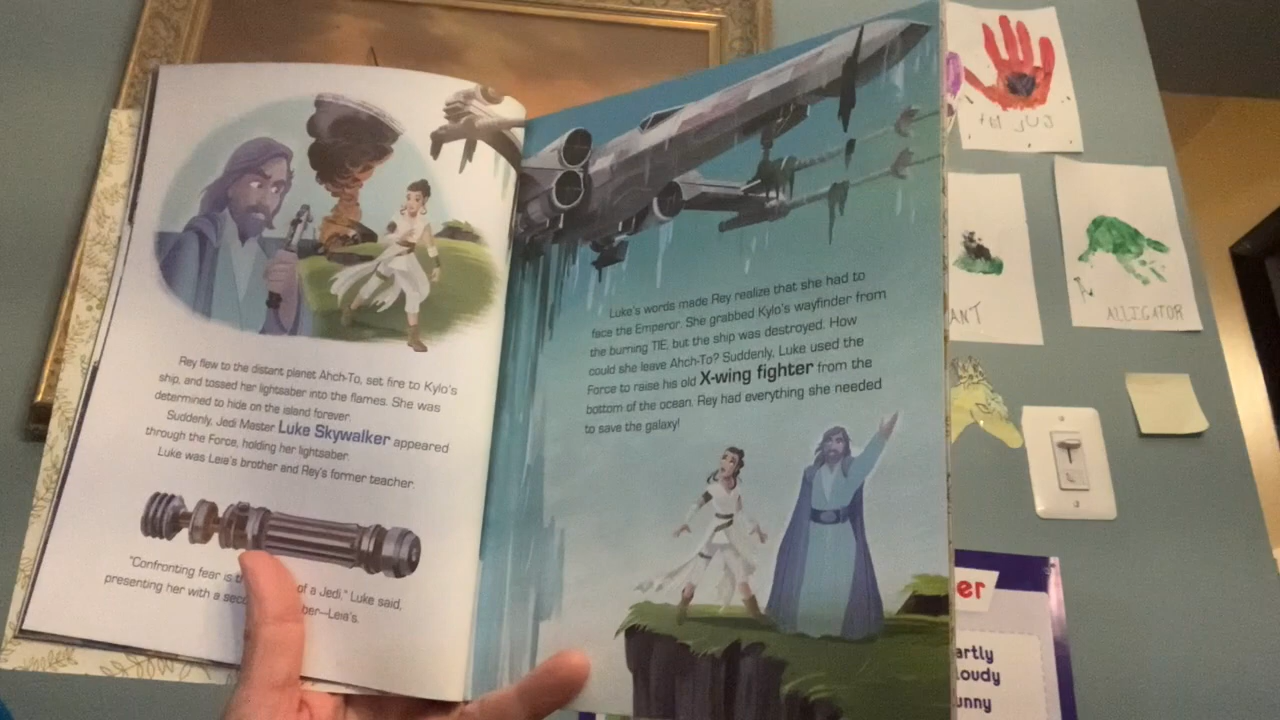 Rey flew to the distant planet Ahch-To, set fire to Kylo's
ship, and tossed her lightsaber into the flames. She was
determined to hide on the island forever.
Suddenly, Jedi Master Luke Skywalker appeared
through the Force, holding her lightsaber.
Luke was Leia's brother and Rey's former teacher.
"Confronting fear is of a Jedi," Luke said,
presenting her with a ber—Leia's.
Luke's words made Rey realize that she had to
face the Emperor. She grabbed Kylo's wayfinder from
the burning TIE, but the ship was destroyed. How
could she leave Ahch-To? Suddenly, Luke used the
Force to raise his old X-wing fighter from the
bottom of the ocean. Rey had everything she needed
to save the galaxy!
ANT
ALLIGATOR
er
artly
loudy
unny